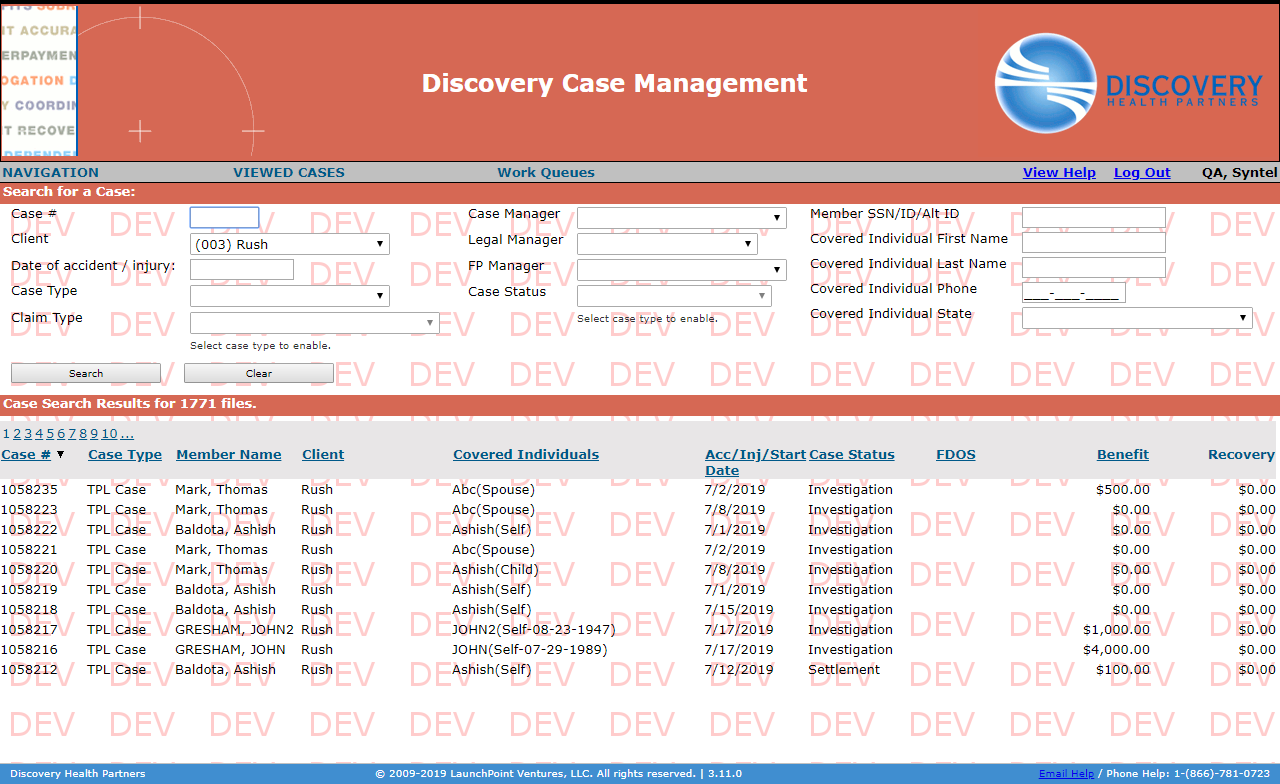 IT ACCURA
ERPAYMEN
OGATION D
Y COORDIN
T RECOVE
DEPENDE
Discovery Case Management
DISCOVERY
HEALTH PARTNERS
NAVIGATION VIEWED CASES Work Queues View Help Log Out QA, Syntel
Search for a Case:
Case # Case Manager Member SSN/ID/Alt ID
Client (003) Rush Legal Manager Covered Individual First Name
Date of accident / injury: FP Manager Covered Individual Last Name
Case Type Case Status Covered Individual Phone ___-___-____
Claim Type Select case type to enable. Covered Individual State
Select case type to enable.
Search Clear
Case Search Results for 1771 files.
1 2 3 4 5 6 7 8 9 10 ...
Case # ▼ Case Type Member Name Client Covered Individuals Acc/Inj/Start Date Case Status FDOS Benefit Recovery
1058235 TPL Case Mark, Thomas Rush Abc(Spouse) 7/2/2019 Investigation $500.00 $0.00
1058223 TPL Case Mark, Thomas Rush Abc(Spouse) 7/8/2019 Investigation $0.00 $0.00
1058222 TPL Case Baldota, Ashish Rush Ashish(Self) 7/1/2019 Investigation $0.00 $0.00
1058221 TPL Case Mark, Thomas Rush Abc(Spouse) 7/2/2019 Investigation $0.00 $0.00
1058220 TPL Case Mark, Thomas Rush Ashish(Child) 7/8/2019 Investigation $0.00 $0.00
1058219 TPL Case Baldota, Ashish Rush Ashish(Self) 7/1/2019 Investigation $0.00 $0.00
1058218 TPL Case Baldota, Ashish Rush Ashish(Self) 7/15/2019 Investigation $0.00 $0.00
1058217 TPL Case GRESHAM, JOHN2 Rush JOHN2(Self-08-23-1947) 7/17/2019 Investigation $1,000.00 $0.00
1058216 TPL Case GRESHAM, JOHN Rush JOHN(Self-07-29-1989) 7/17/2019 Investigation $4,000.00 $0.00
1058212 TPL Case Baldota, Ashish Rush Ashish(Self) 7/12/2019 Settlement $100.00 $0.00
DEV DEV DEV DEV DEV DEV DEV DEV DEV DEV DEV DEV DEV
Discovery Health Partners © 2009-2019 LaunchPoint Ventures, LLC. All rights reserved. | 3.11.0 Email Help / Phone Help: 1-(866)-781-0723